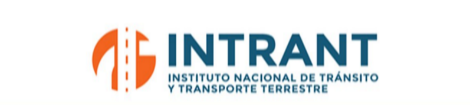 INTRANT
INSTITUTO NACIONAL DE TRÁNSITO
Y TRANSPORTE TERRESTRE